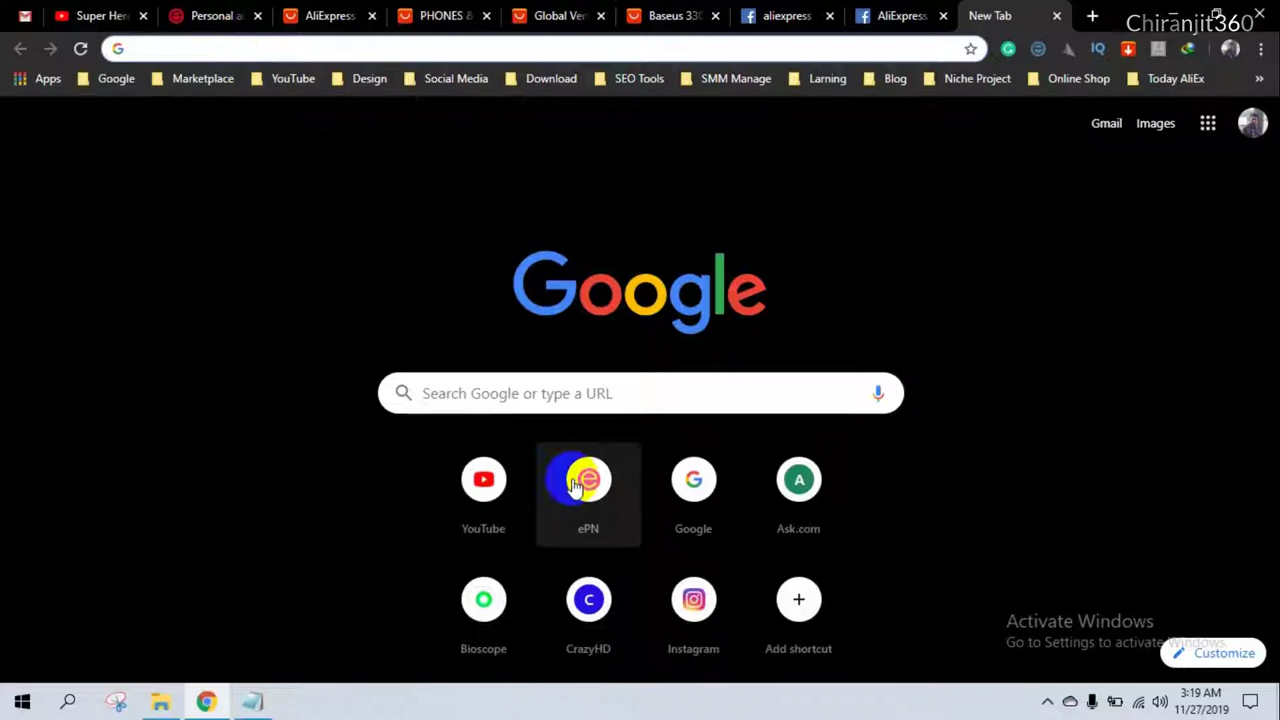 Super Her
Personal a
AliExpress
PHONES &
Global Ver
Baseus 330
aliexpress
AliExpress
New Tab
Chiranjit360
Apps
Google
Marketplace
YouTube
Design
Social Media
Download
SEO Tools
SMM Manage
Larning
Blog
Niche Project
Online Shop
Today AliEx
»
Gmail
Images
Google
Search Google or type a URL
YouTube
ePN
Google
Ask.com
Bioscope
CrazyHD
Instagram
Add shortcut
Activate Windows
Go to Settings to activate Windows.
Customize
3:19 AM
11/27/2019